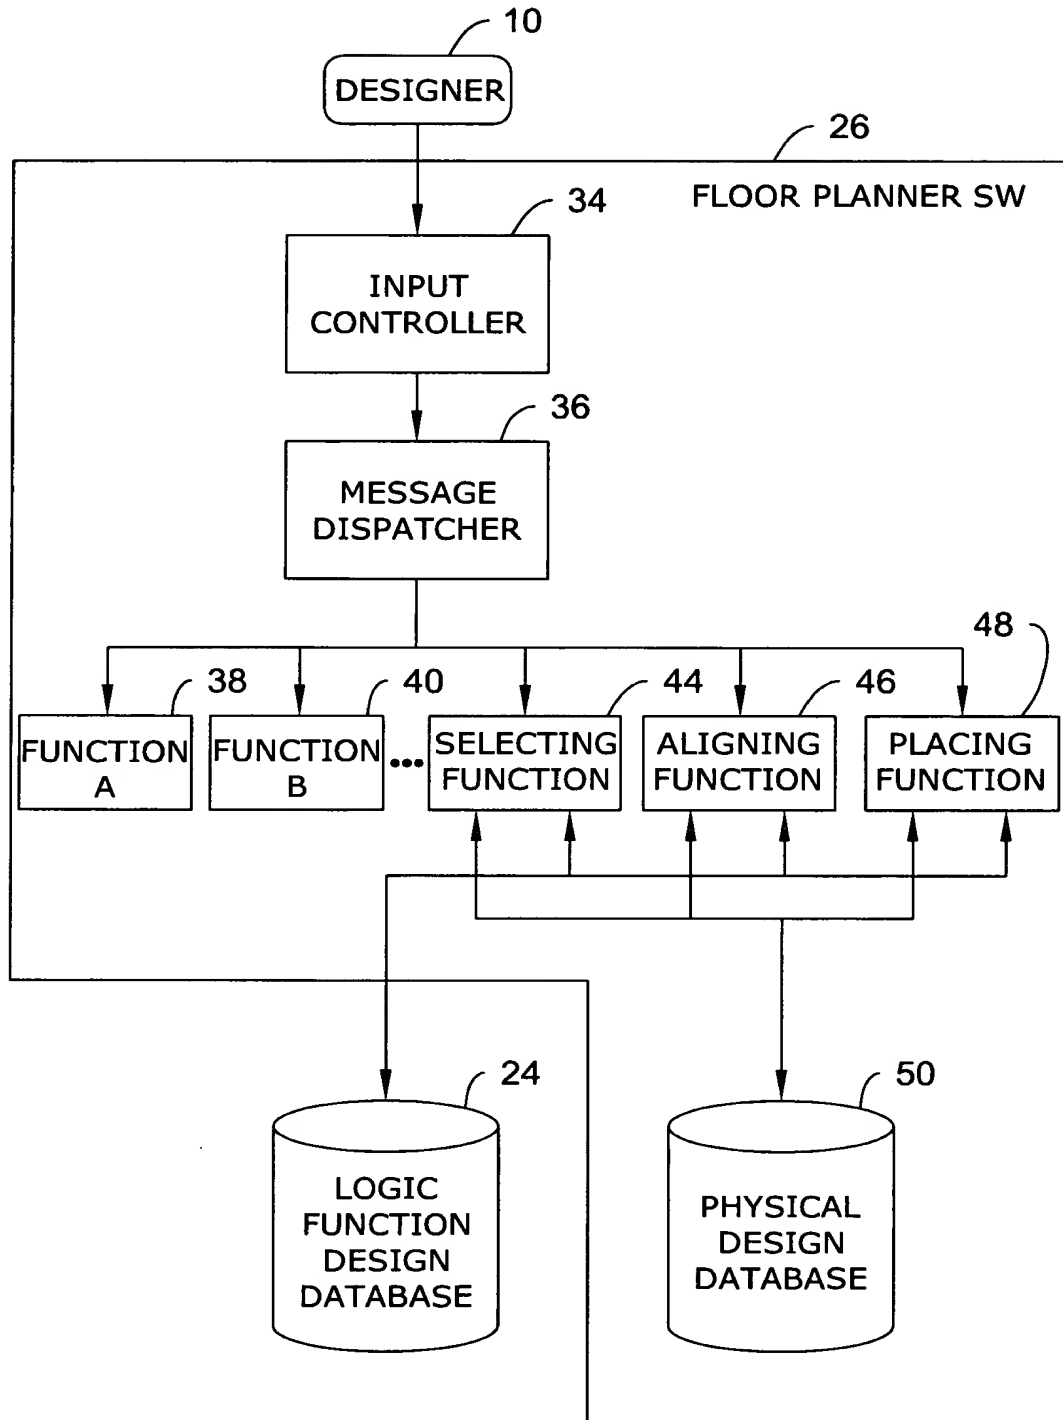 10
DESIGNER
26
FLOOR PLANNER SW
34
INPUT
CONTROLLER
36
MESSAGE
DISPATCHER
48
38
40
44
46
FUNCTION
A
FUNCTION
B
SELECTING
FUNCTION
ALIGNING
FUNCTION
PLACING
FUNCTION
24
50
LOGIC
FUNCTION
DESIGN
DATABASE
PHYSICAL
DESIGN
DATABASE